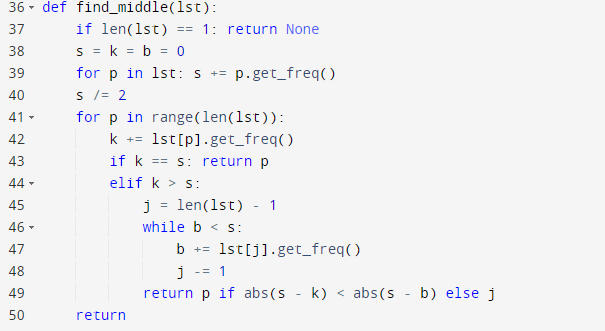 36 def find_middle(lst):
37     if len(lst) == 1: return None
38     s = k = b = 0
39     for p in lst: s += p.get_freq()
40     s /= 2
41     for p in range(len(lst)):
42         k += lst[p].get_freq()
43         if k == s: return p
44         elif k > s:
45             j = len(lst) - 1
46             while b < s:
47                 b += lst[j].get_freq()
48                 j -= 1
49             return p if abs(s - k) < abs(s - b) else j
50     return